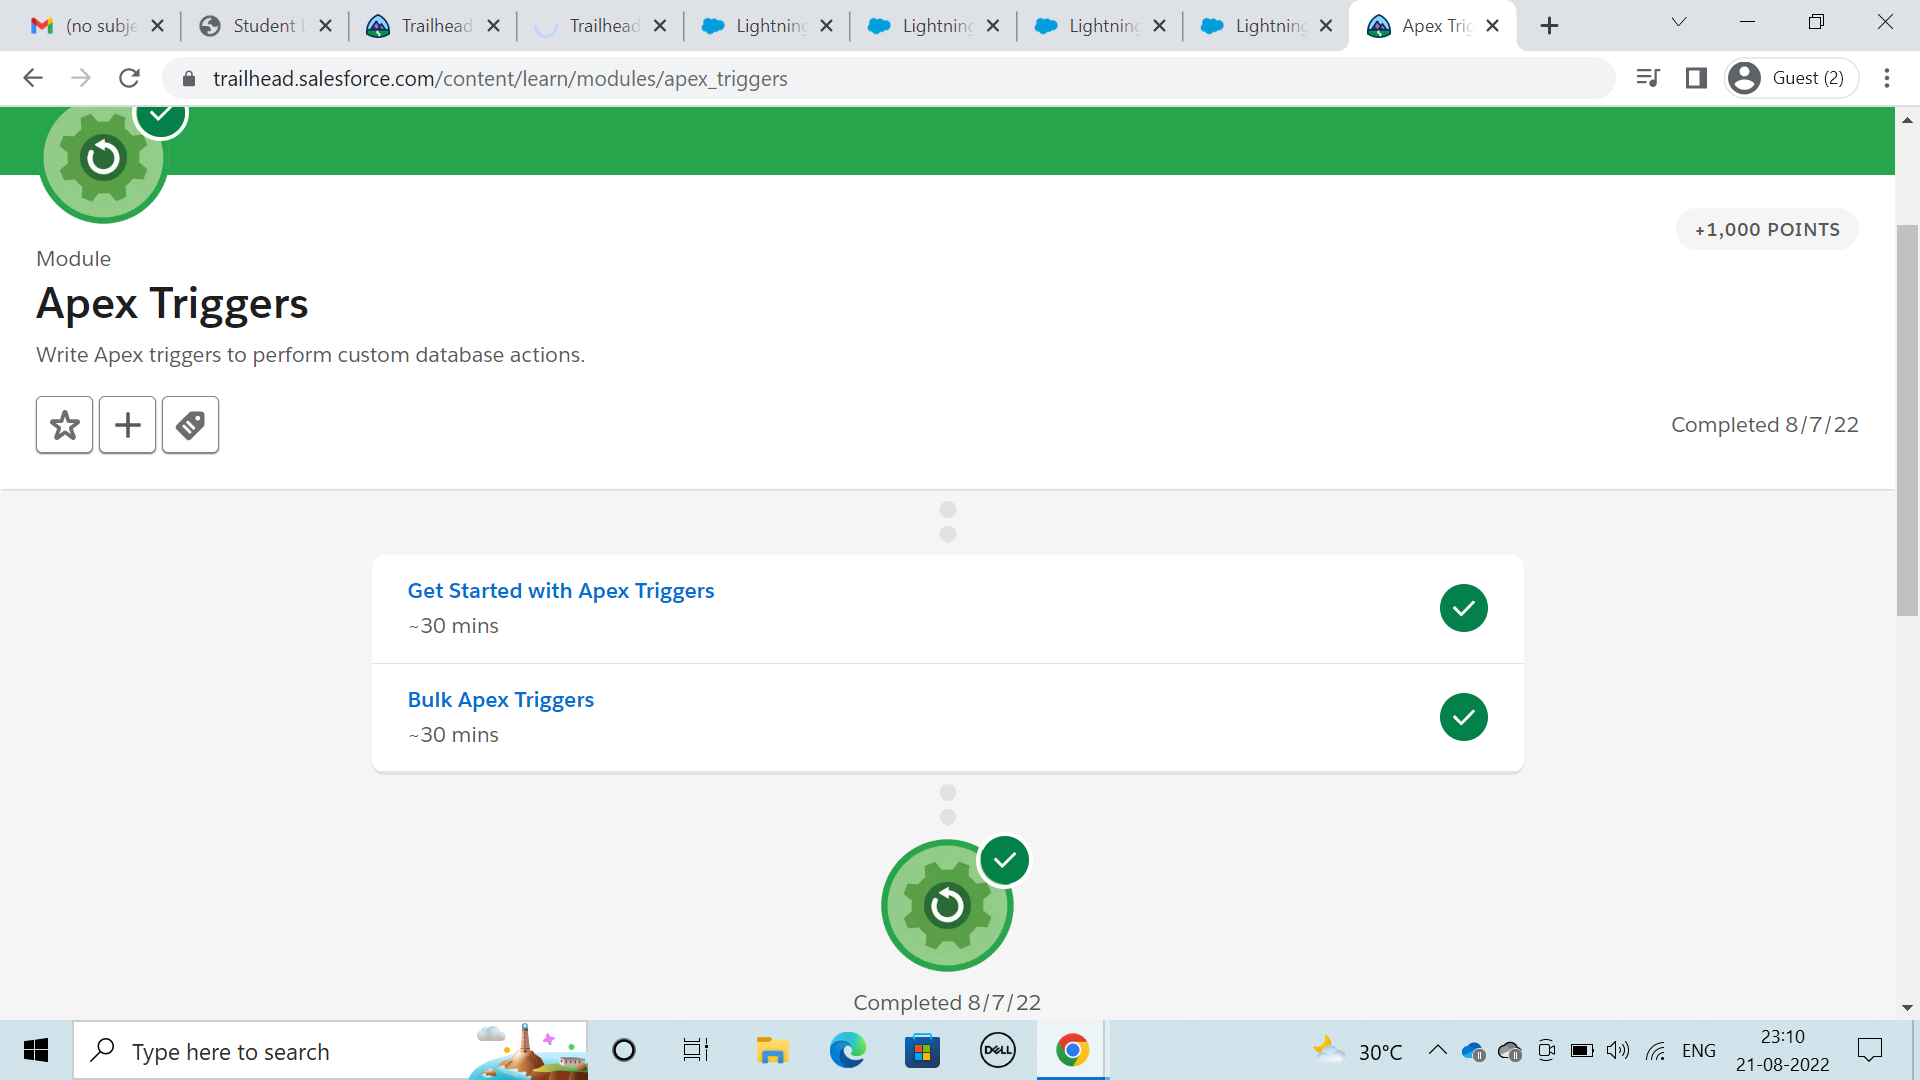 (no subje
Student E
Trailhead
Trailhead
Lightning
Lightning
Lightning
Lightning
Apex Trig
trailhead.salesforce.com/content/learn/modules/apex_triggers
Guest (2)
+1,000 POINTS
Module
Apex Triggers
Write Apex triggers to perform custom database actions.
Completed 8/7/22
Get Started with Apex Triggers
~30 mins
Bulk Apex Triggers
~30 mins
Completed 8/7/22
Type here to search
DELL
30°C
ENG
23:10
21-08-2022